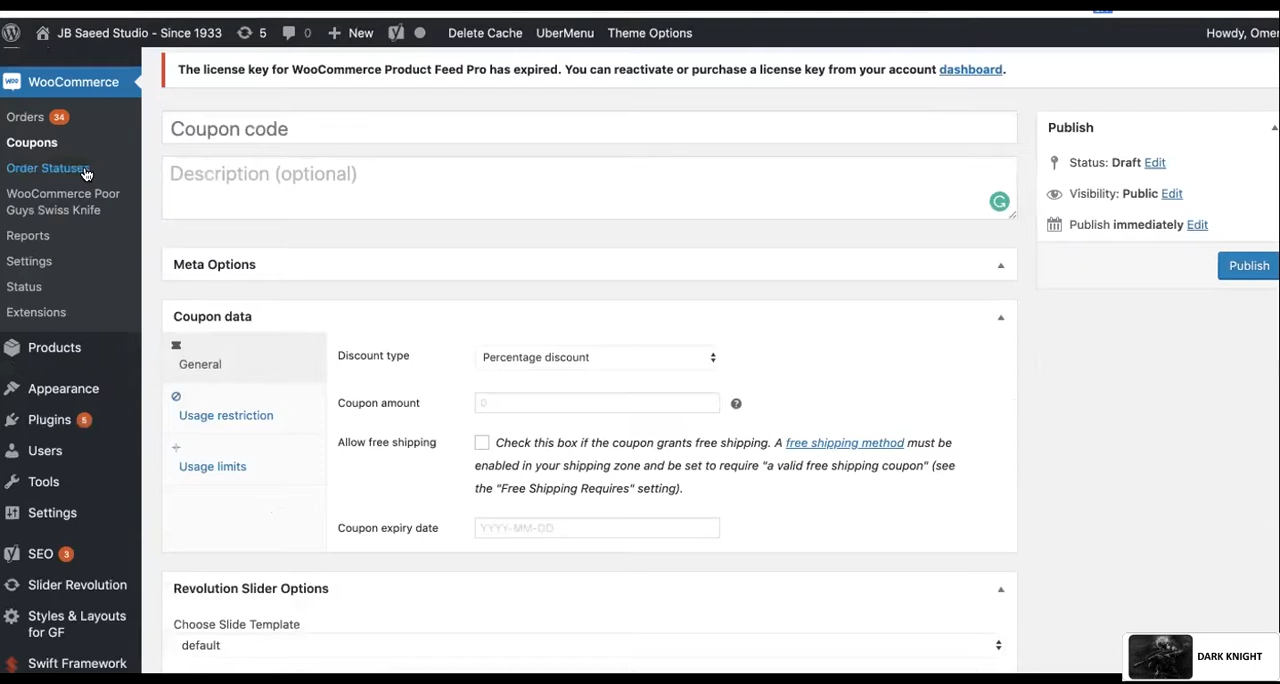 JB Saeed Studio - Since 1933 5 0 New Delete Cache UberMenu Theme Options Howdy, Omer
WooCommerce
Orders 34
Coupons
Order Statuses
WooCommerce Poor
Guys Swiss Knife
Reports
Settings
Status
Extensions
Products
Appearance
Plugins 5
Users
Tools
Settings
SEO 3
Slider Revolution
Styles & Layouts
for GF
Swift Framework
The license key for WooCommerce Product Feed Pro has expired. You can reactivate or purchase a license key from your account dashboard.
Coupon code
Description (optional)
Meta Options
Coupon data
General
Usage restriction
Usage limits
Discount type Percentage discount
Coupon amount 0
Allow free shipping Check this box if the coupon grants free shipping. A free shipping method must be
enabled in your shipping zone and be set to require "a valid free shipping coupon" (see
the "Free Shipping Requires" setting).
Coupon expiry date YYYY-MM-DD
Revolution Slider Options
Choose Slide Template
default
Publish
Status: Draft Edit
Visibility: Public Edit
Publish immediately Edit
Publish
DARK KNIGHT